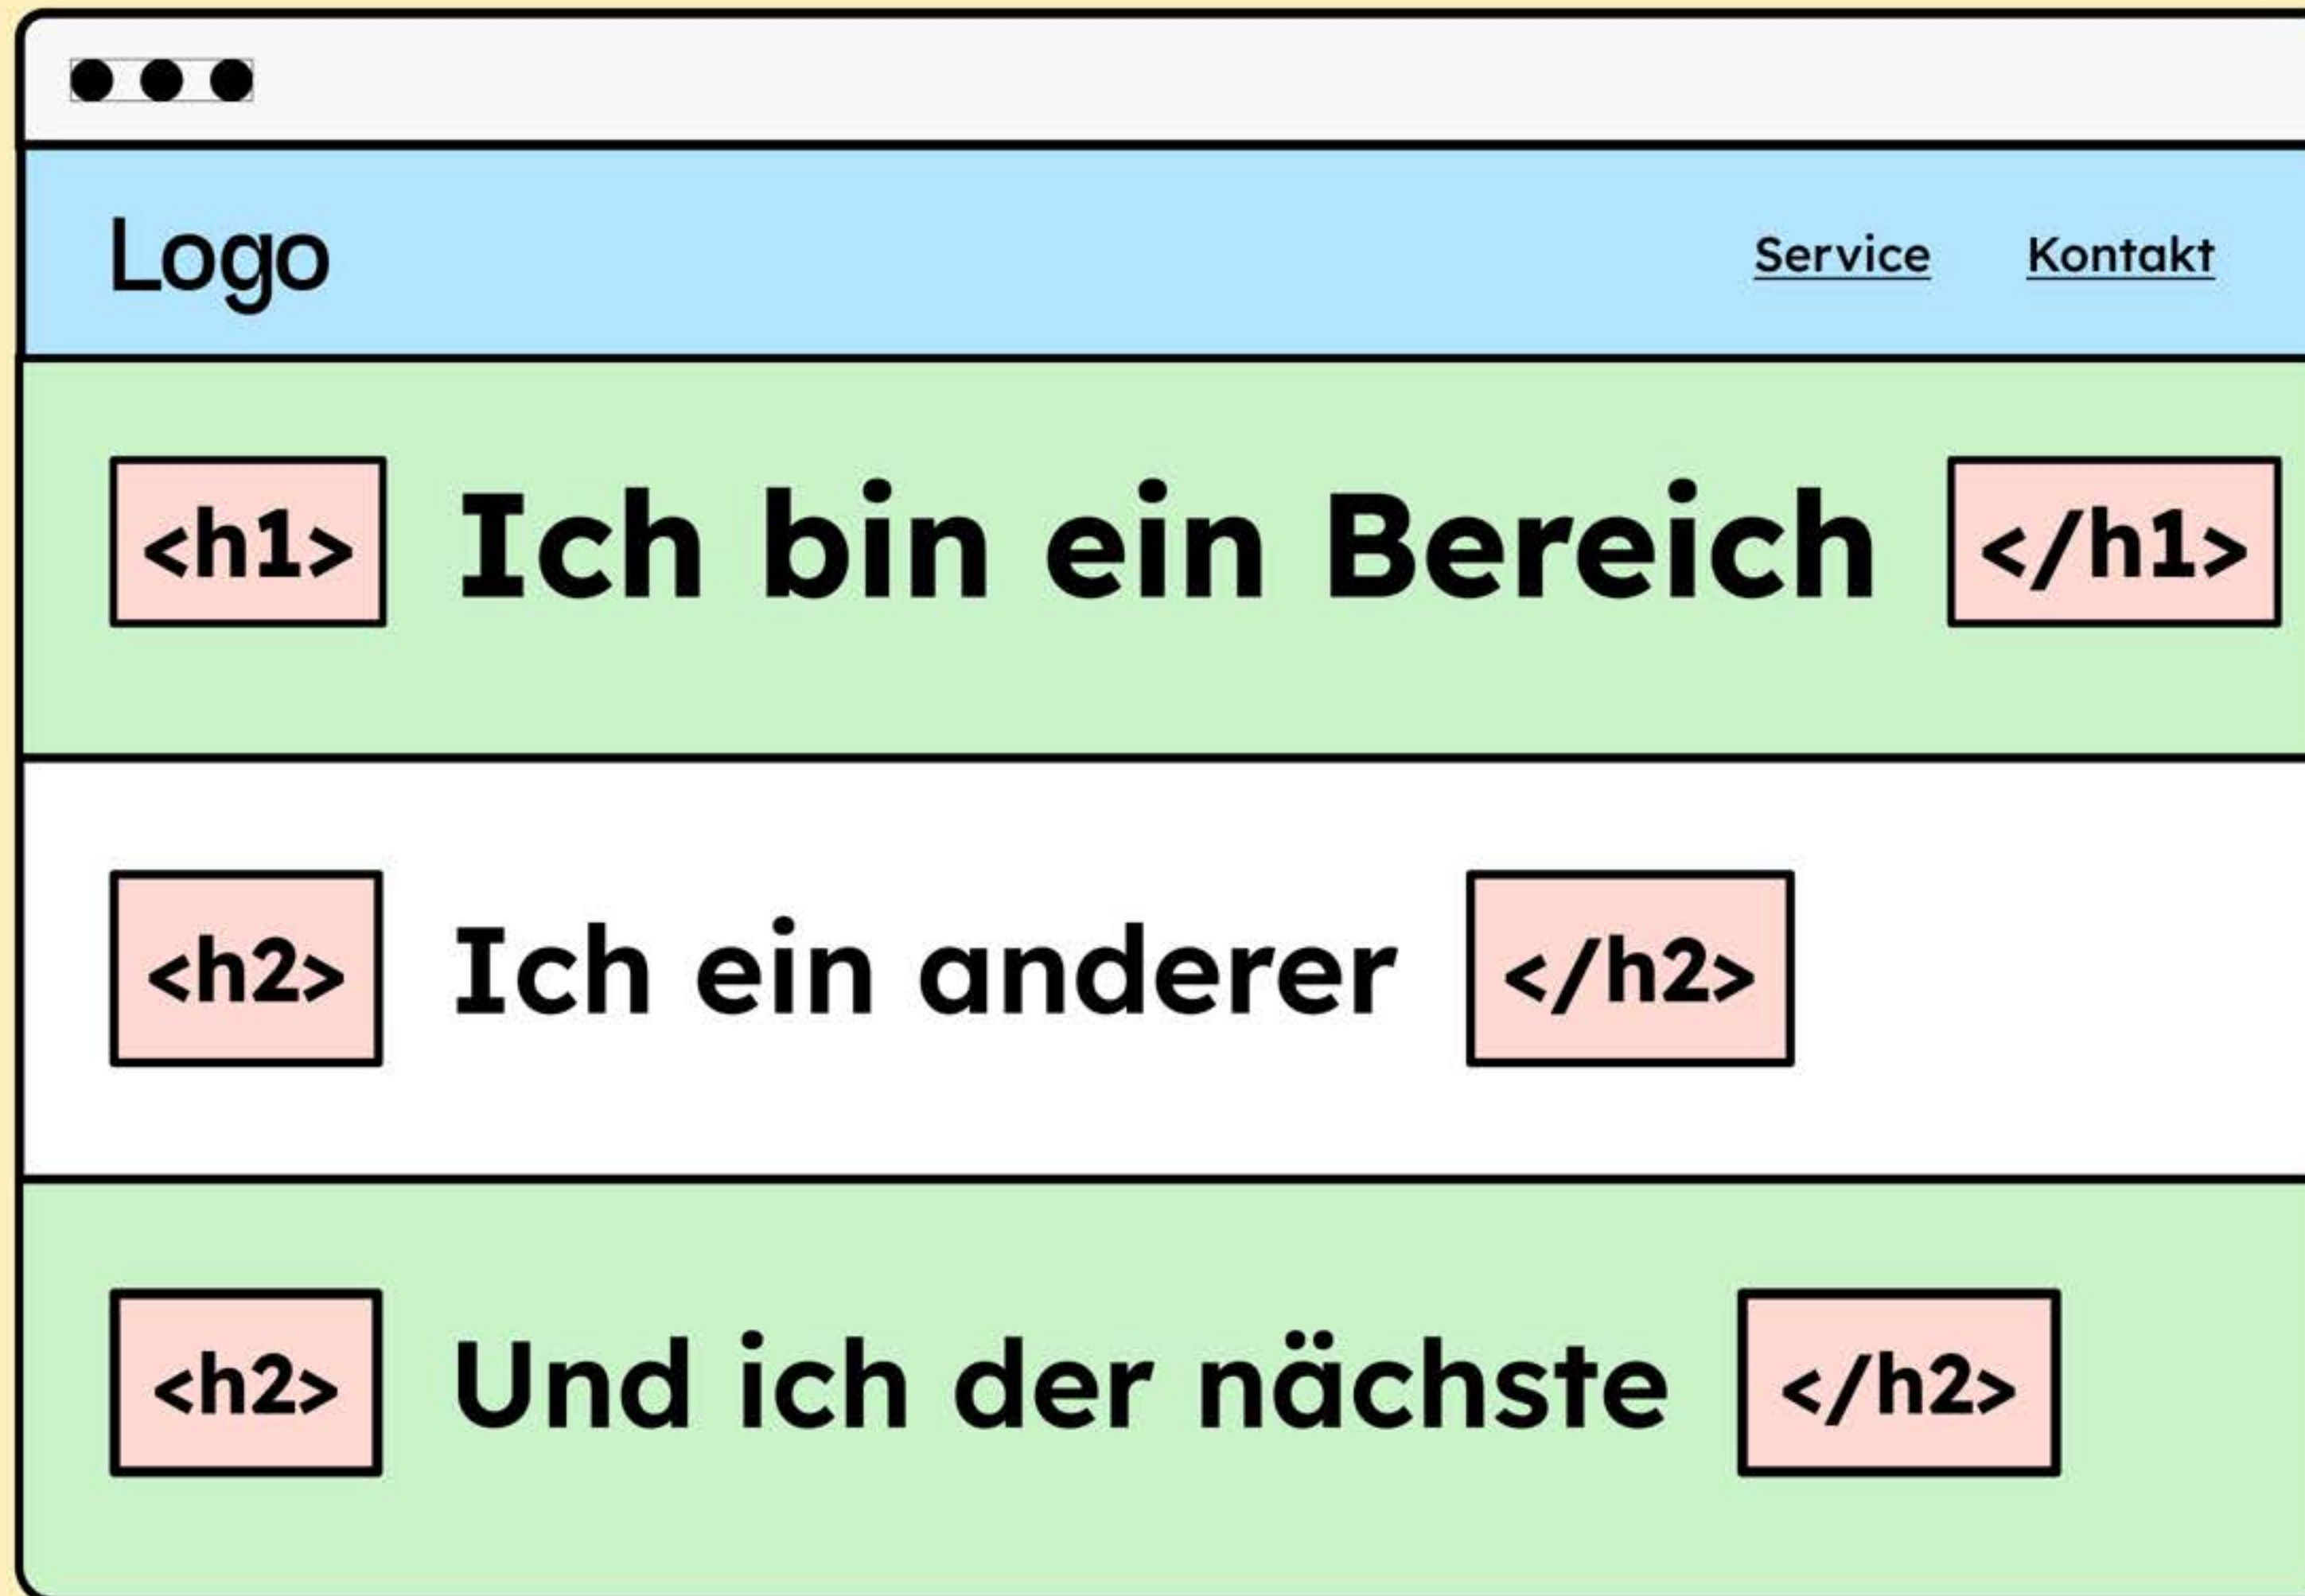 Logo Service Kontakt
<h1> Ich bin ein Bereich </h1>
<h2> Ich ein anderer </h2>
<h2> Und ich der nächste </h2>